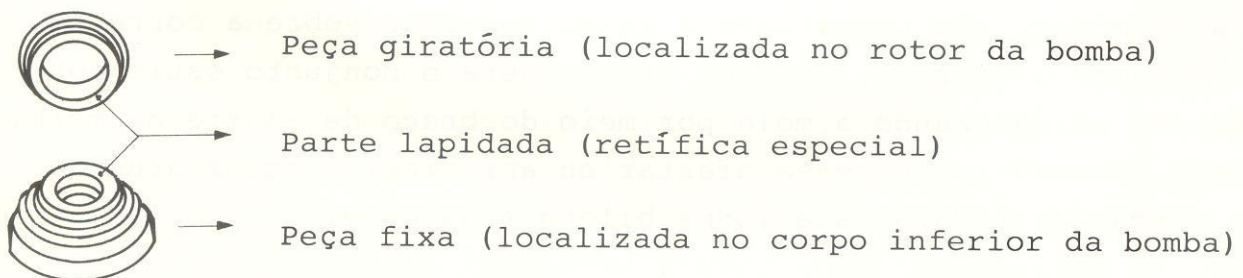 Peça giratória (localizada no rotor da bomba)
Parte lapidada (retífica especial)
Peça fixa (localizada no corpo inferior da bomba)